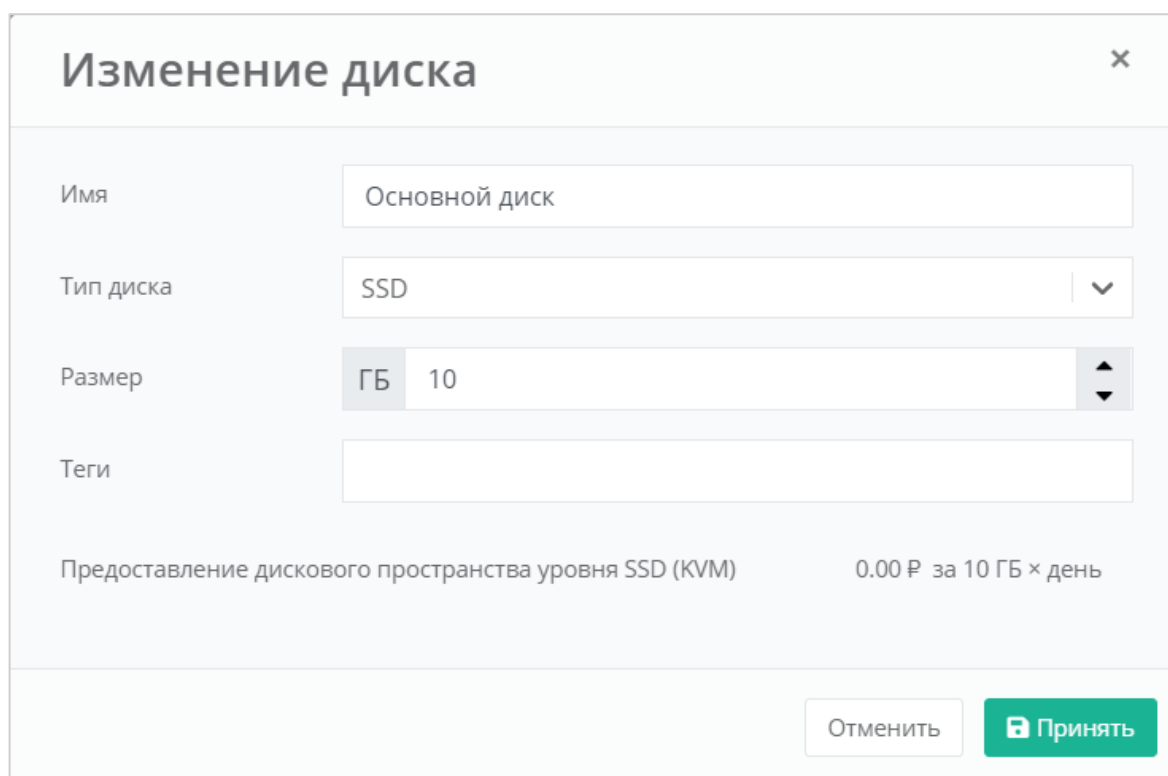 Изменение диска ×
Имя Основной диск
Тип диска SSD
Размер ГБ 10
Теги
Предоставление дискового пространства уровня SSD (KVM) 0.00 ₽ за 10 ГБ × день
Отменить Принять